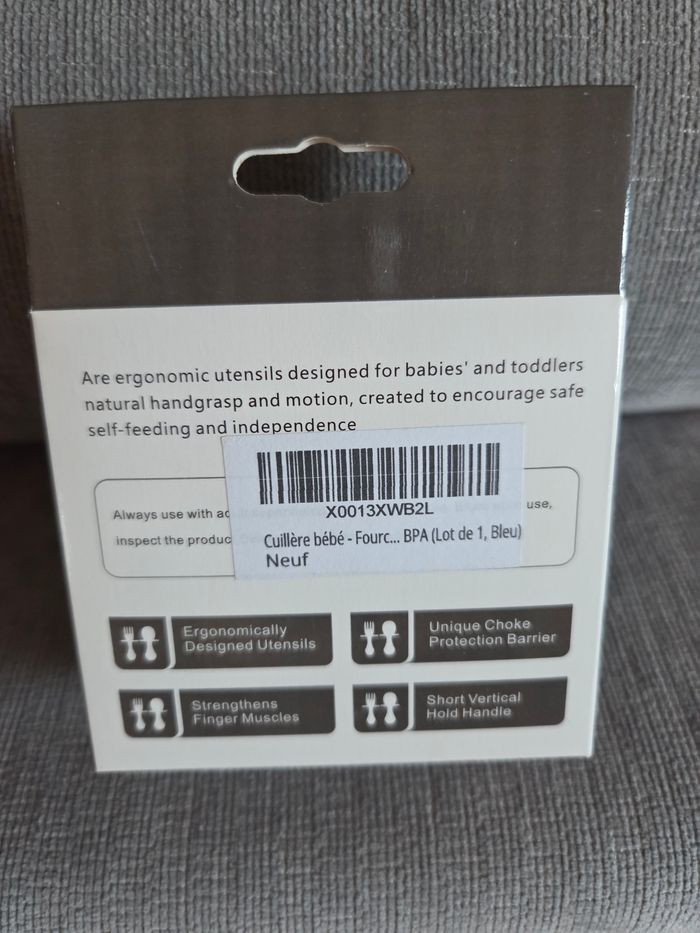 Are ergonomic utensils designed for babies' and toddlers
natural handgrasp and motion, created to encourage safe
self-feeding and independence
X0013XWB2L
Cuillère bébé - Fourc... BPA (Lot de 1, Bleu)
Neuf
Always use with
use,
inspect the
Ergonomically
Designed Utensils
Unique Choke
Protection Barrier
Strengthens
Finger Muscles
Short Vertical
Hold Handle